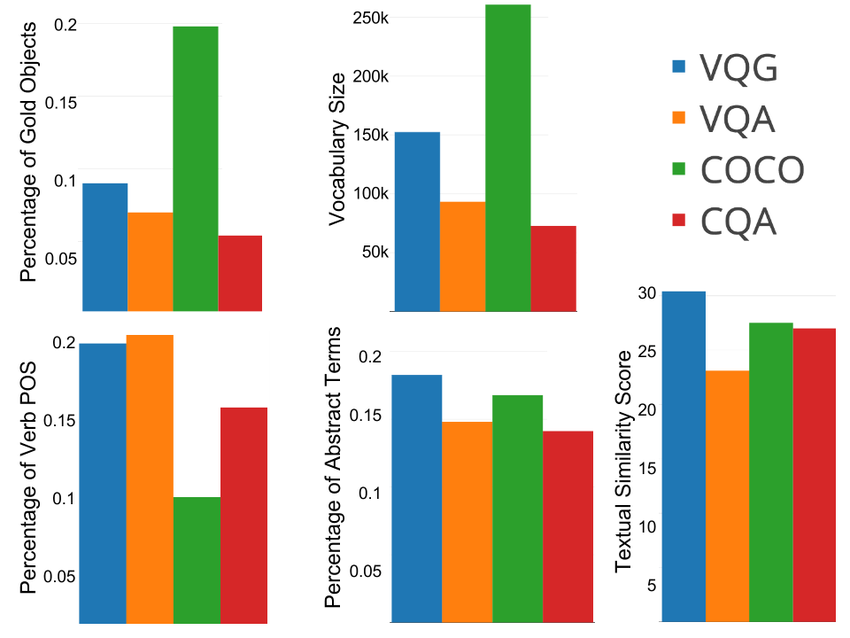 Percentage of Gold Objects
0.2
0.15
0.1
0.05
Vocabulary Size
250k
200k
150k
100k
50k
VQG
VQA
COCO
CQA
Percentage of Verb POS
0.2
0.15
0.1
0.05
Percentage of Abstract Terms
0.2
0.15
0.1
0.05
Textual Similarity Score
30
25
20
15
10
5